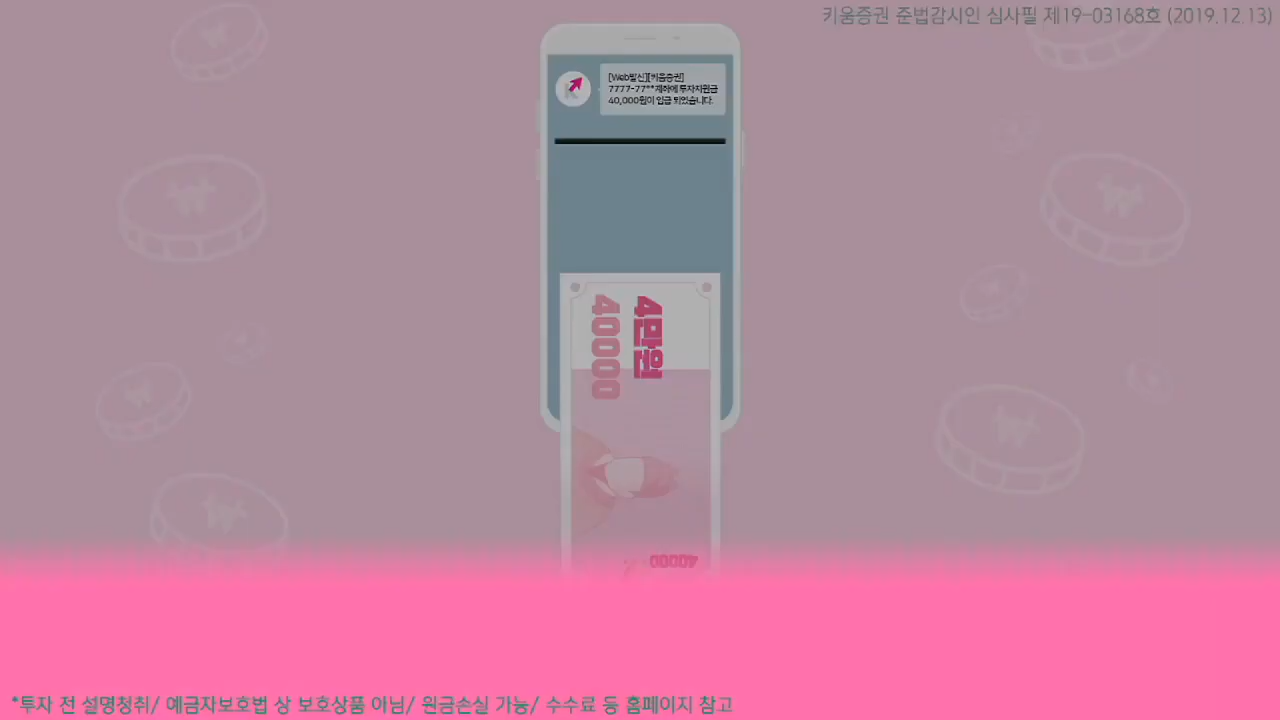 키움증권 준법감시인 심사필 제19-03168호 (2019.12.13)
[Web발신][키움증권]
7777-77**계좌에 투자지원금
40,000원이 입금 되었습니다.
4만원
40000
40000
*투자 전 설명청취/ 예금자보호법 상 보호상품 아님/ 원금손실 가능/ 수수료 등 홈페이지 참고